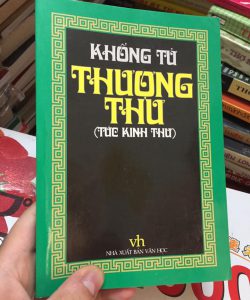 KHỔNG TỬ
THƯỢNG
THƯ
(TỨC KINH THƯ)
vh
NHÀ XUẤT BẢN VĂN HỌC